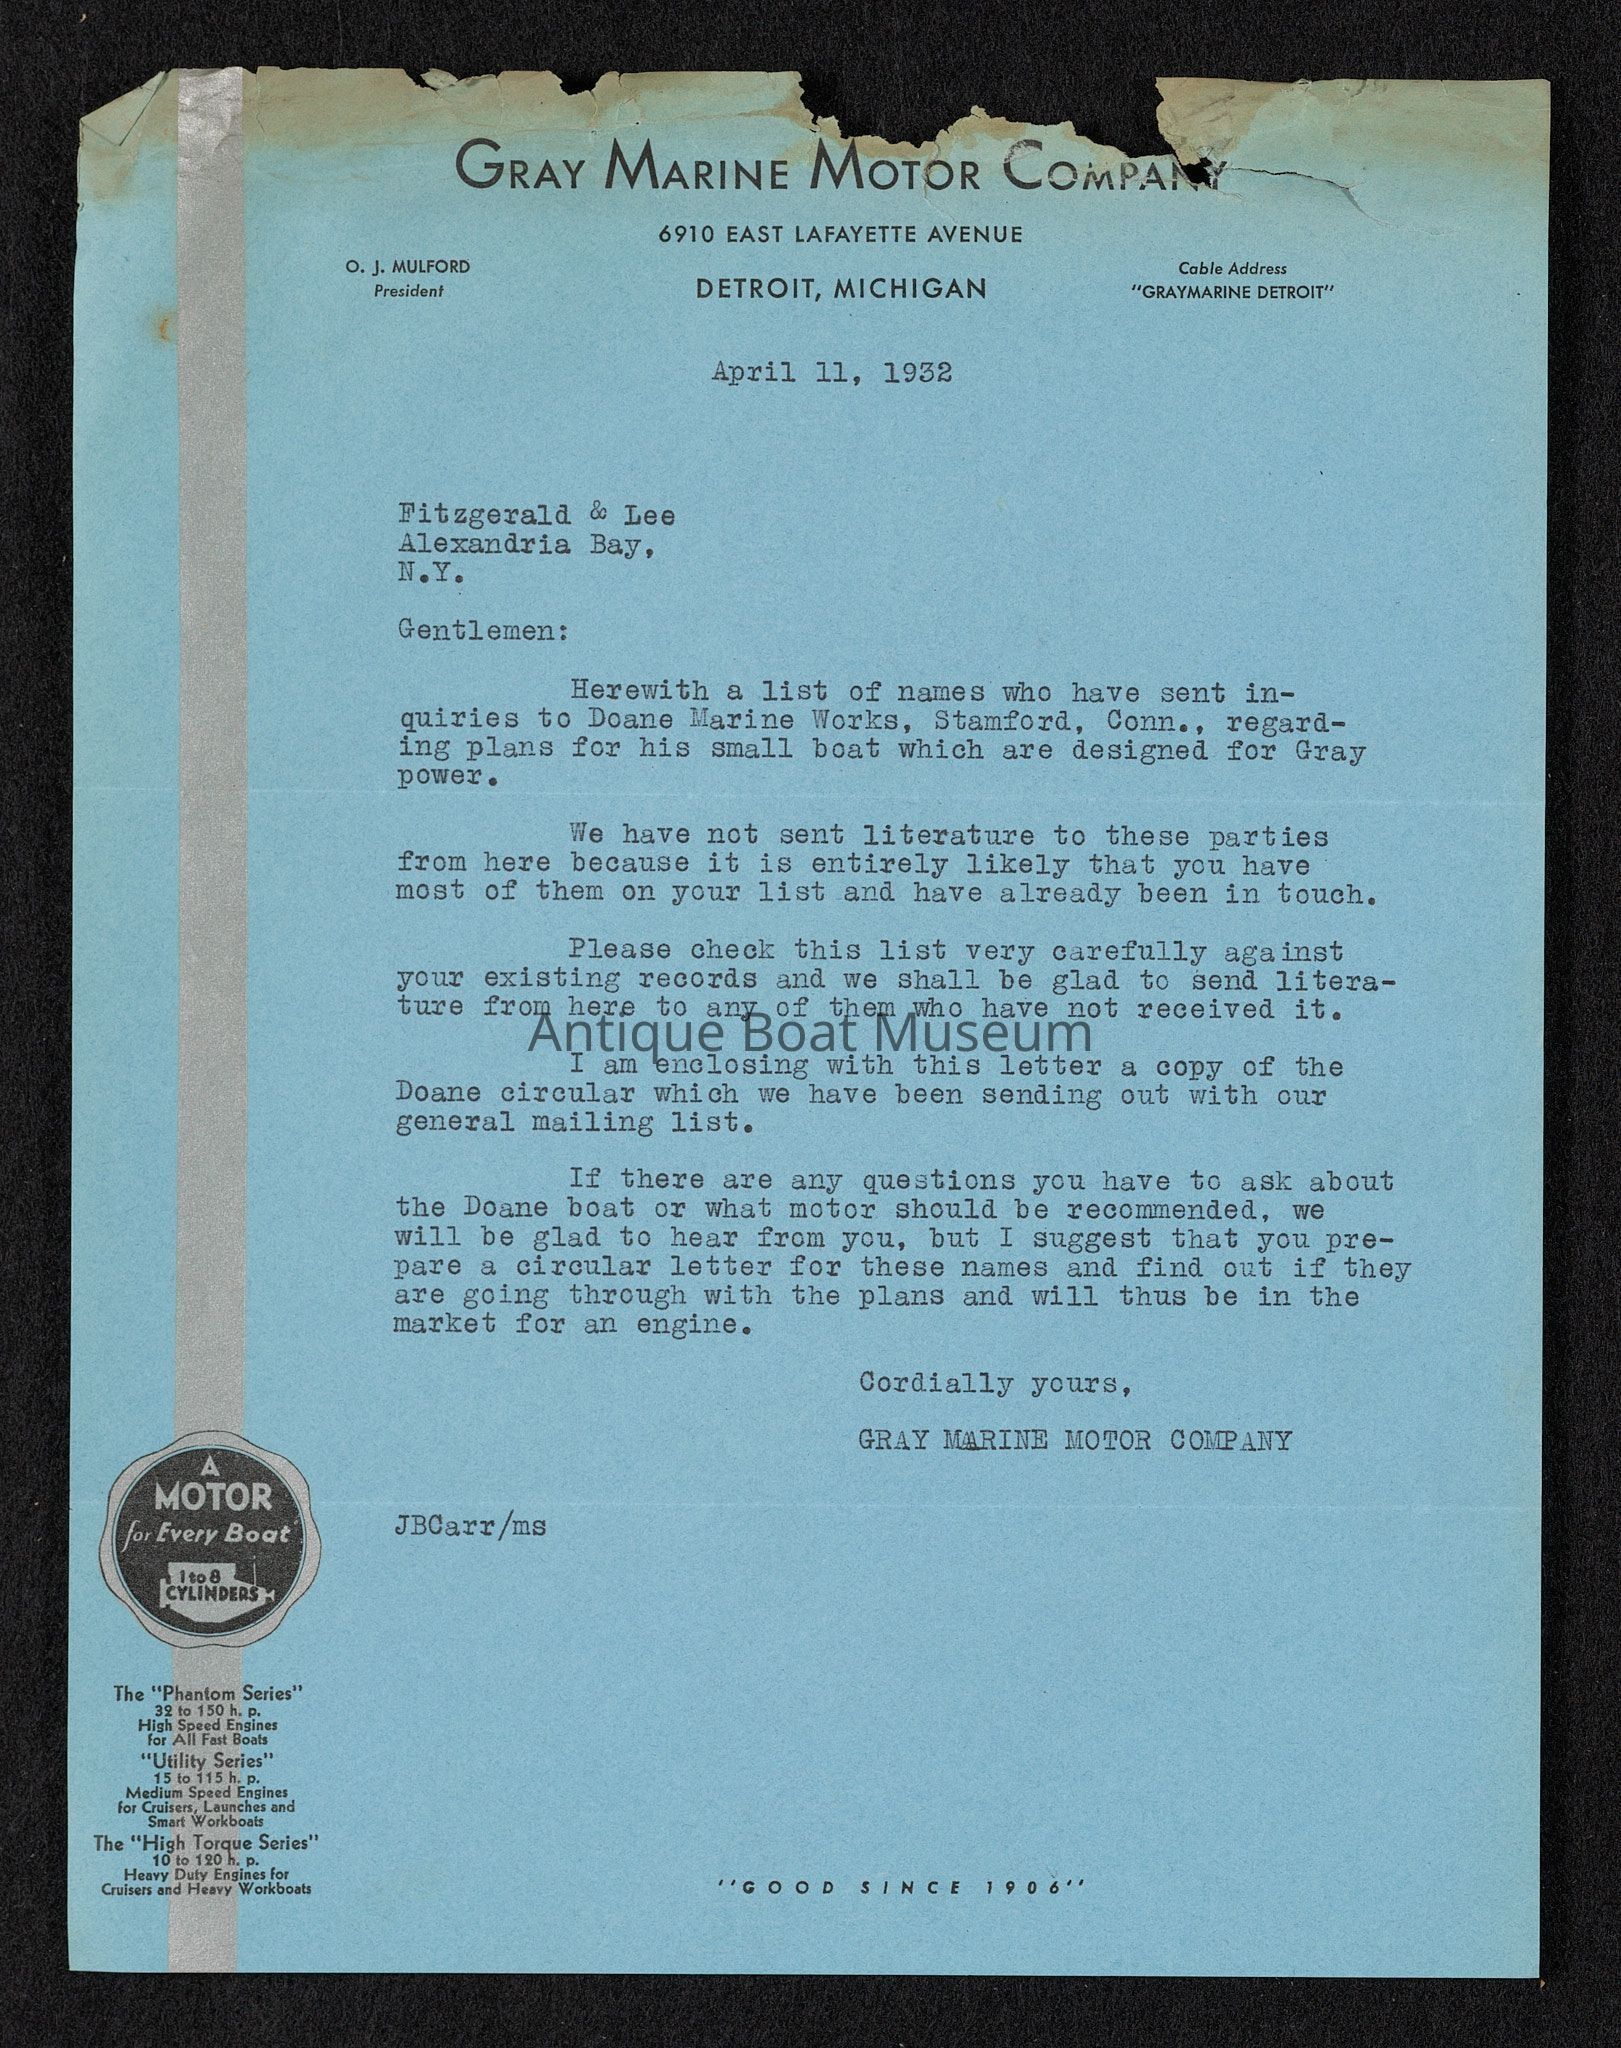 GRAY MARINE MOTOR COMPANY
6910 EAST LAFAYETTE AVENUE
O. J. MULFORD
President
DETROIT, MICHIGAN
Cable Address
"GRAYMARINE DETROIT"
April 11, 1932
Fitzgerald & Lee
Alexandria Bay,
N.Y.
Gentlemen:
Herewith a list of names who have sent in-
quiries to Doane Marine Works, Stamford, Conn., regard-
ing plans for his small boat which are designed for Gray
power.
We have not sent literature to these parties
from here because it is entirely likely that you have
most of them on your list and have already been in touch.
Please check this list very carefully against
your existing records and we shall be glad to send litera-
ture from here to any of them who have not received it.
Antique Boat Museum
I am enclosing with this letter a copy of the
Doane circular which we have been sending out with our
general mailing list.
If there are any questions you have to ask about
the Doane boat or what motor should be recommended, we
will be glad to hear from you, but I suggest that you pre-
pare a circular letter for these names and find out if they
are going through with the plans and will thus be in the
market for an engine.
Cordially yours,
GRAY MARINE MOTOR COMPANY
JBCarr/ms
A
MOTOR
for Every Boat
1 to 8
CYLINDERS
The "Phantom Series"
32 to 150 h. p.
High Speed Engines
for All Fast Boats
"Utility Series"
15 to 115 h. p.
Medium Speed Engines
for Cruisers, Launches and
Smart Workboats
The "High Torque Series"
10 to 120 h. p.
Heavy Duty Engines for
Cruisers and Heavy Workboats
"GOOD SINCE 1906"